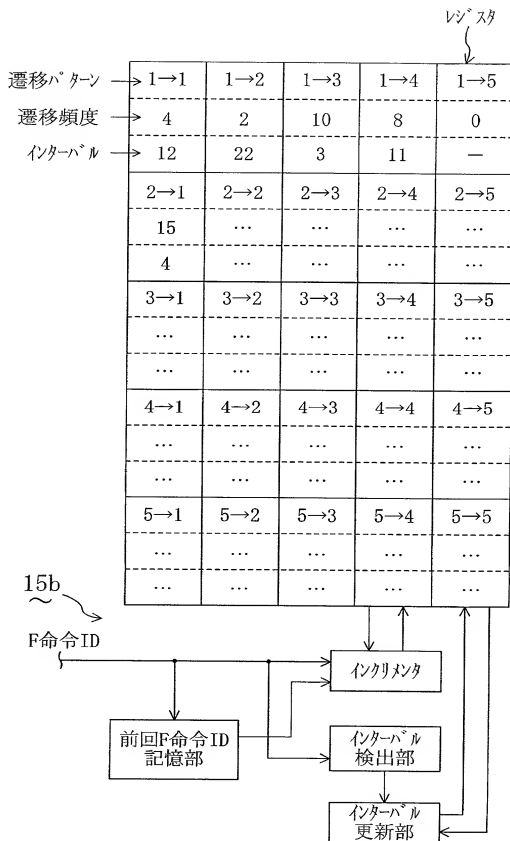 レジスタ
遷移パターン 1→1 1→2 1→3 1→4 1→5
遷移頻度 4 2 10 8 0
インターバル 12 22 3 11 —
2→1 2→2 2→3 2→4 2→5
15 … … … …
4 … … … …
3→1 3→2 3→3 3→4 3→5
… … … … …
… … … … …
4→1 4→2 4→3 4→4 4→5
… … … … …
… … … … …
5→1 5→2 5→3 5→4 5→5
… … … … …
… … … … …
15b
F命令ID
インクリメンタ
前回F命令ID
記憶部
インターバル
検出部
インターバル
更新部